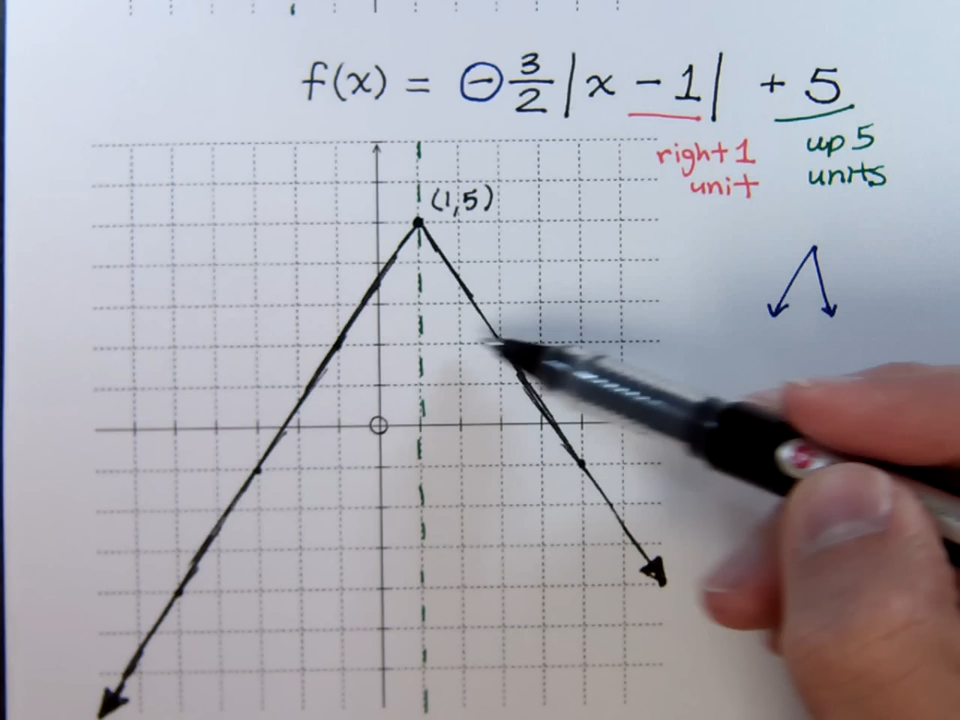 f(x) = -3/2|x - 1| + 5
right 1
unit
up 5
units
(1,5)